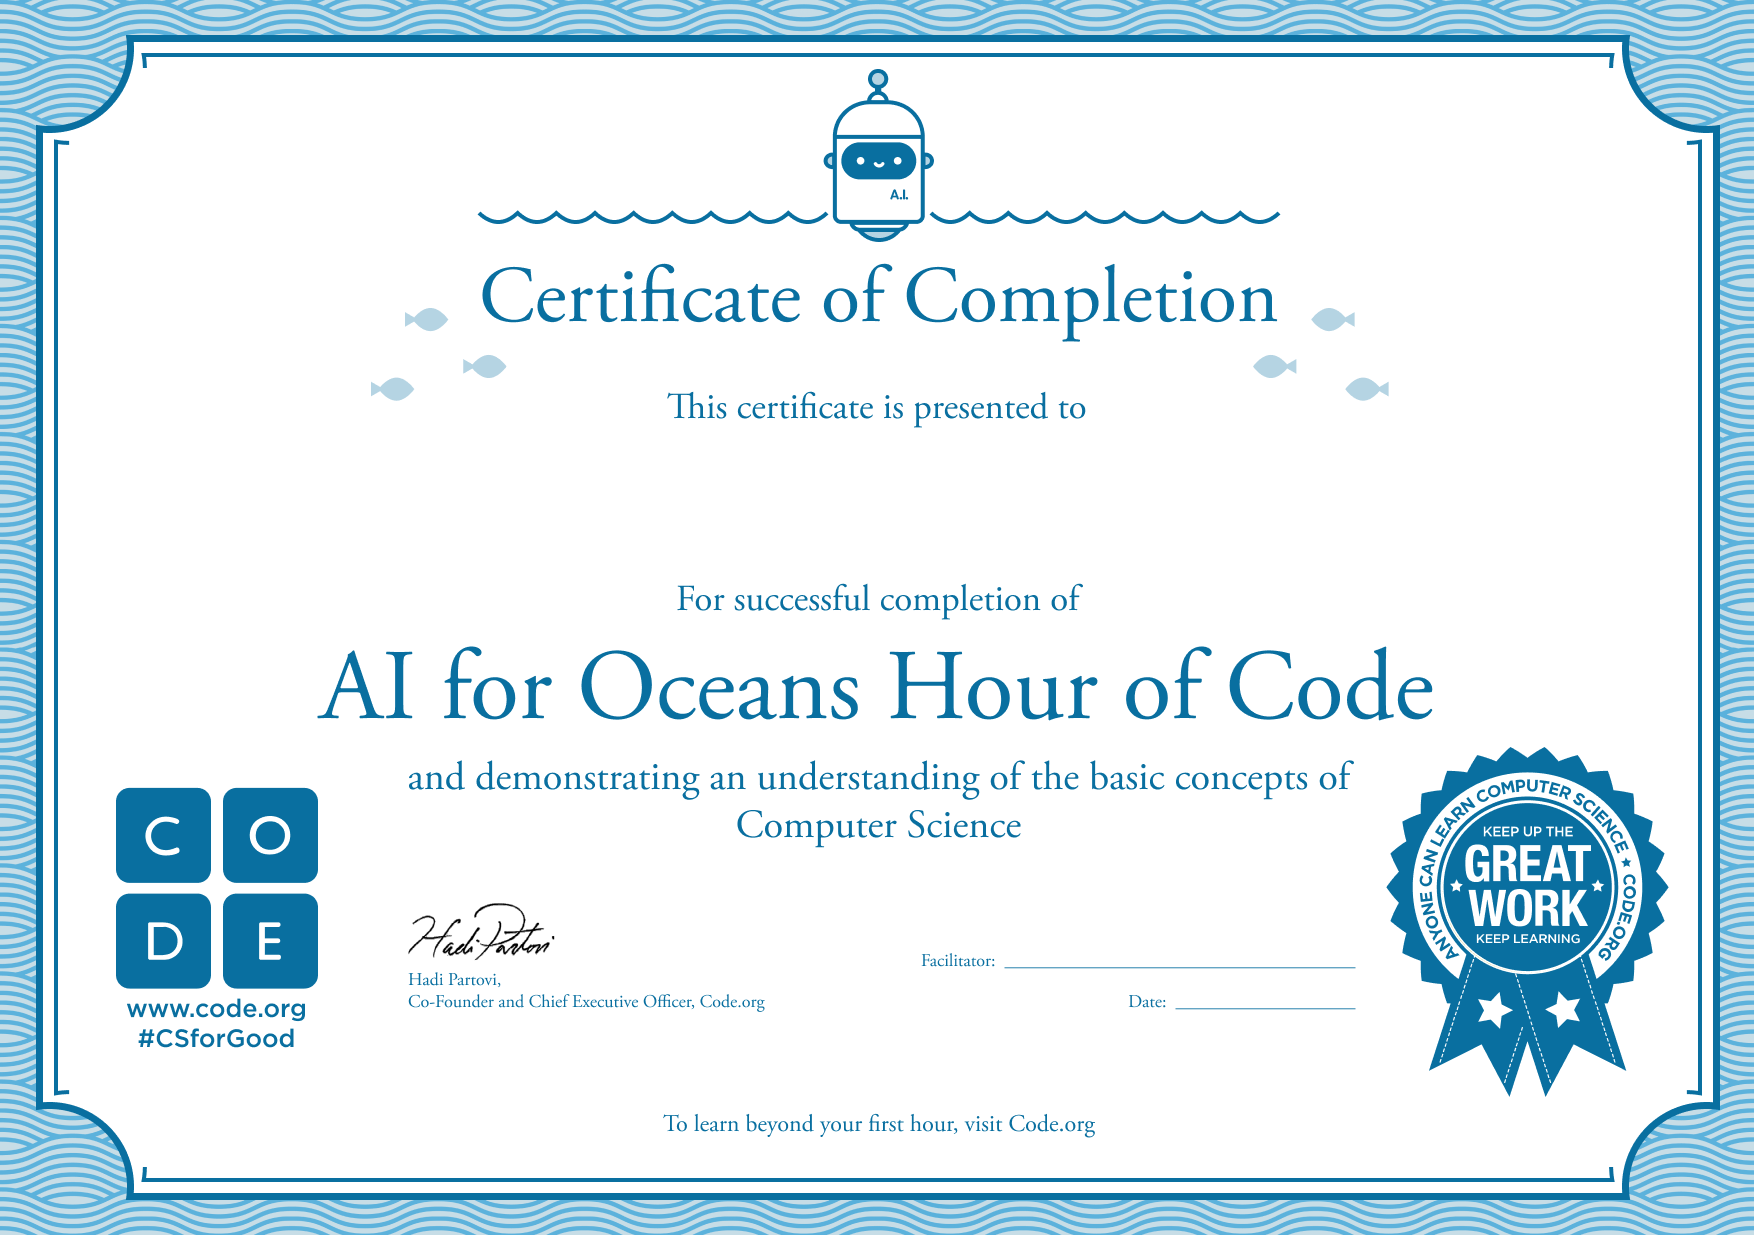 A.I.
Certificate of Completion
This certificate is presented to
For successful completion of
AI for Oceans Hour of Code
and demonstrating an understanding of the basic concepts of
Computer Science
C O
D E
www.code.org
#CSforGood
Hadi Partovi
Hadi Partovi,
Co-Founder and Chief Executive Officer, Code.org
Facilitator:
Date:
ANYONE CAN LEARN COMPUTER SCIENCE ★ CODE.ORG
KEEP UP THE
GREAT
WORK
KEEP LEARNING
To learn beyond your first hour, visit Code.org